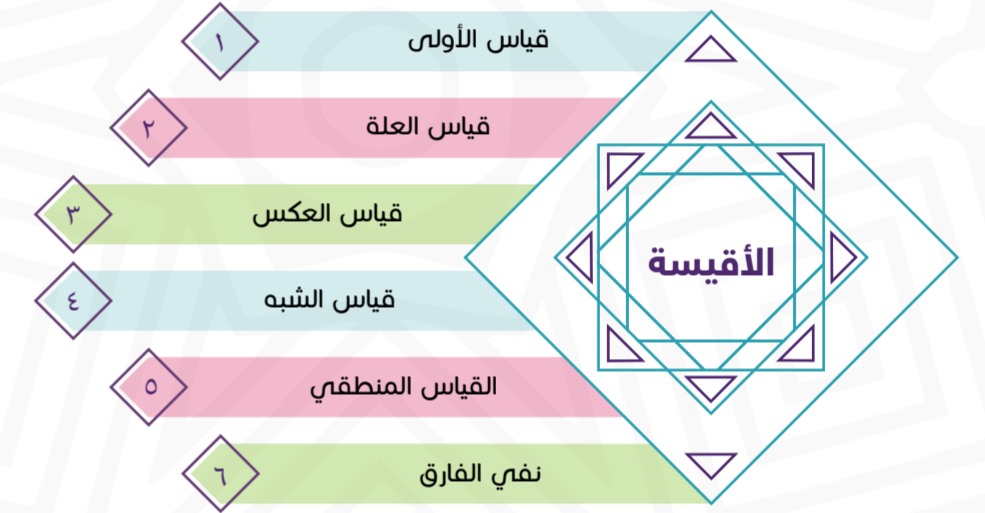 ١
قياس الأولى
٢
قياس العلة
٣
قياس العكس
٤
قياس الشبه
٥
القياس المنطقي
٦
نفي الفارق
الأقيسة